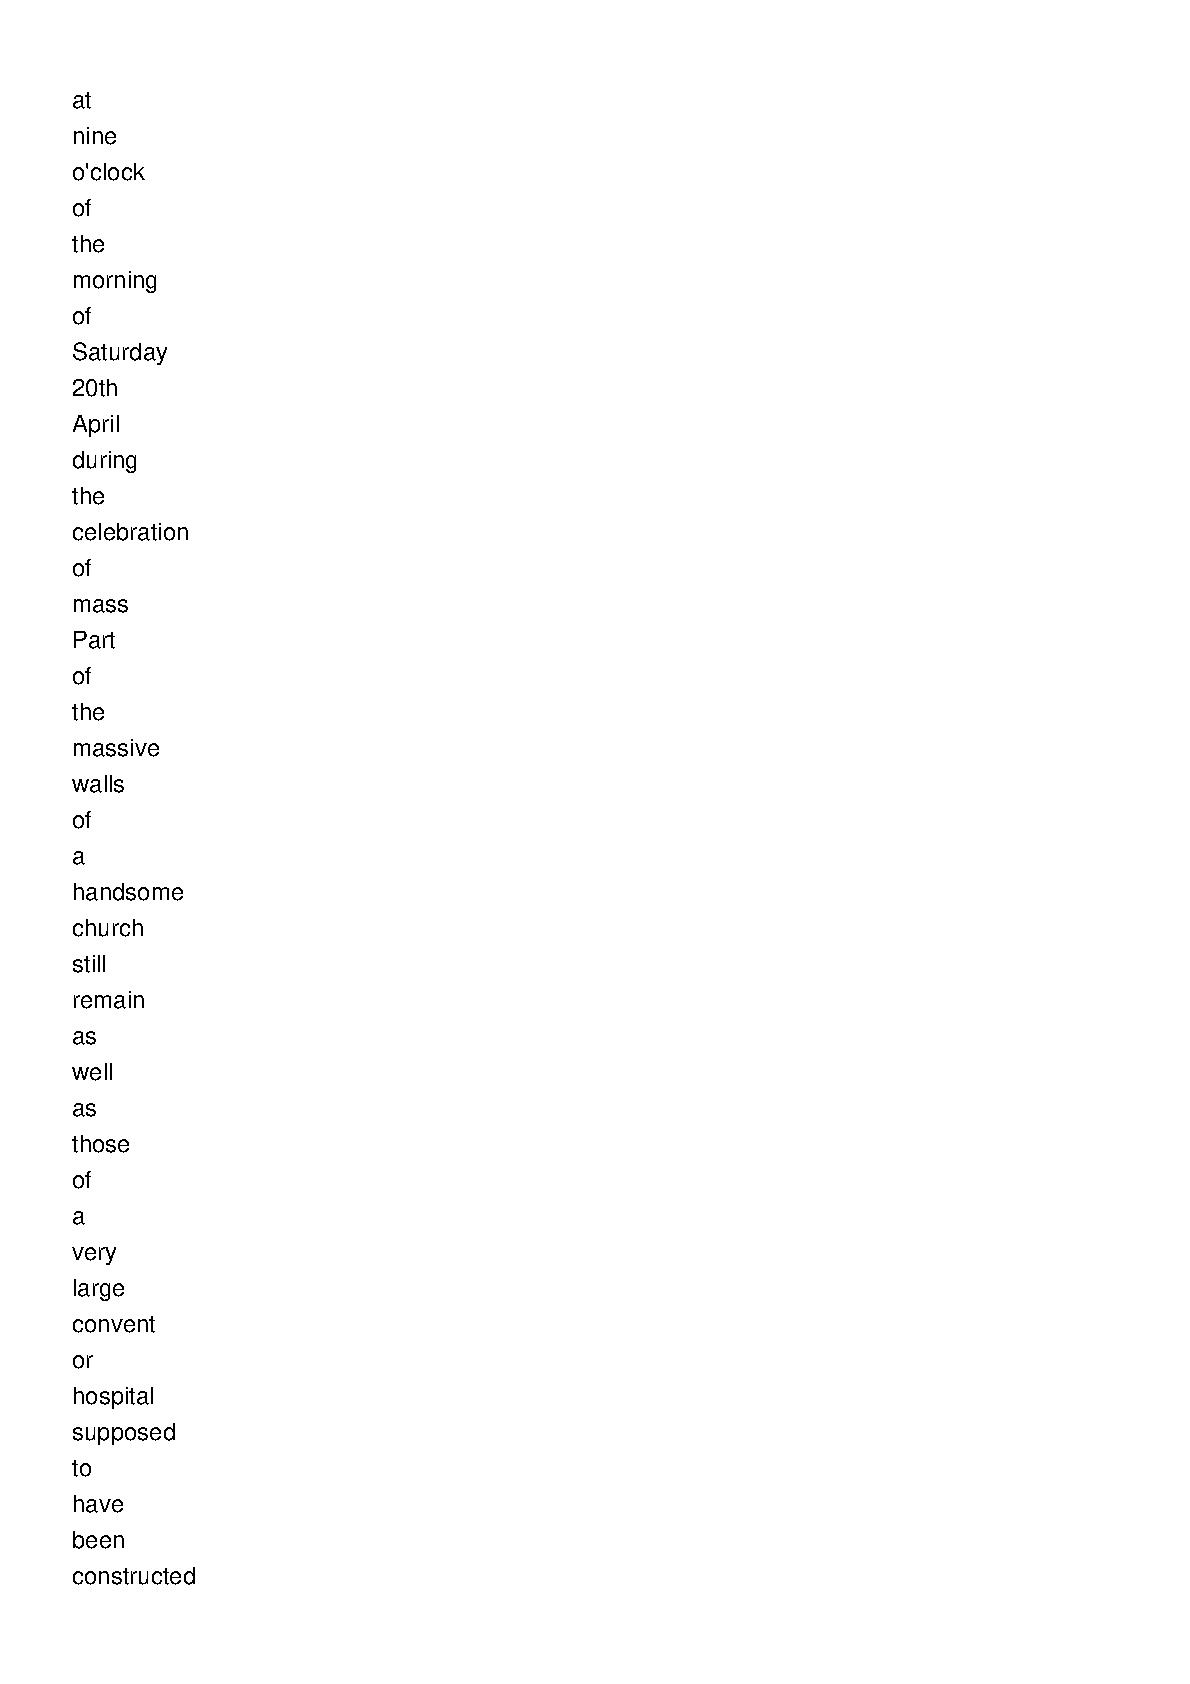 at
nine
o'clock
of
the
morning
of
Saturday
20th
April
during
the
celebration
of
mass
Part
of
the
massive
walls
of
a
handsome
church
still
remain
as
well
as
those
of
a
very
large
convent
or
hospital
supposed
to
have
been
constructed